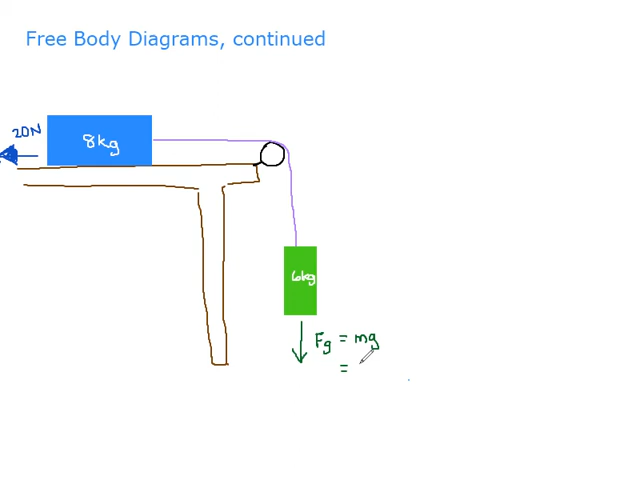 Free Body Diagrams, continued
20N
8kg
6kg
Fg = mg
=